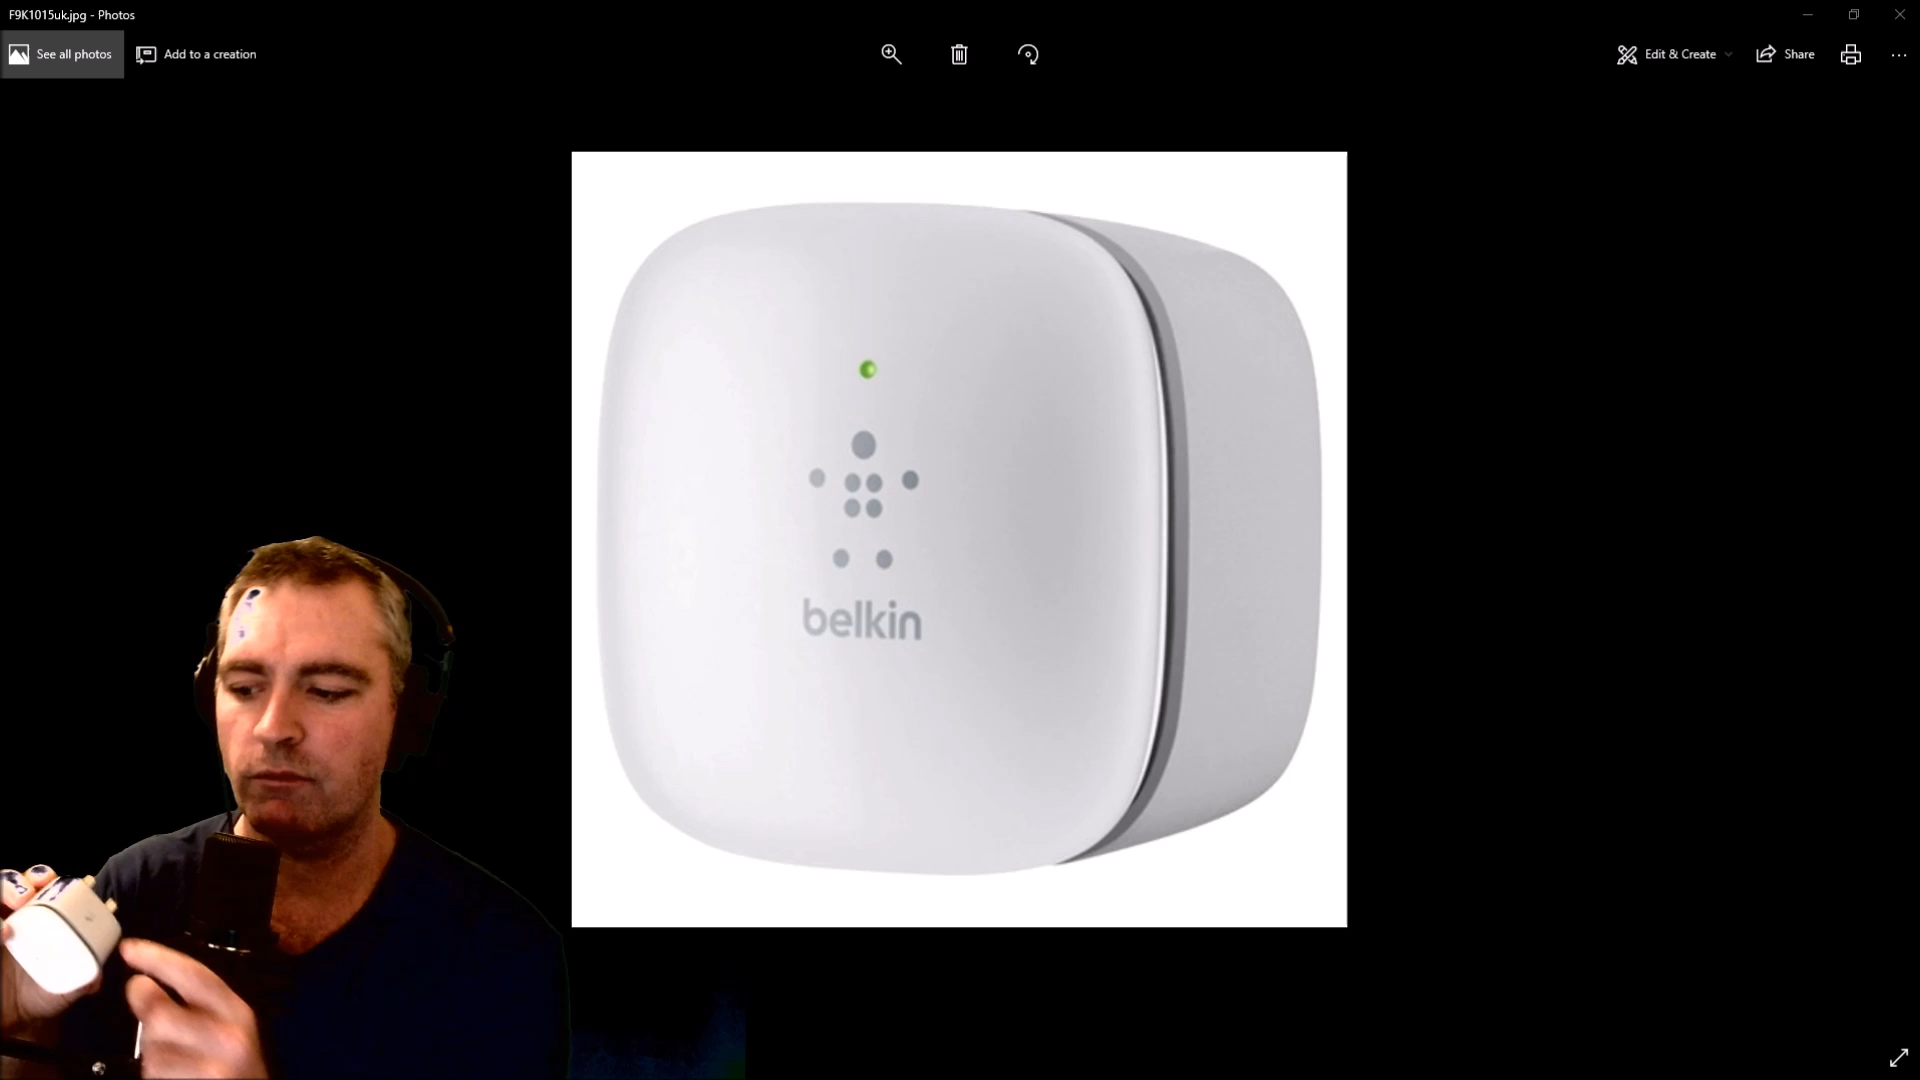 F9K1015uk.jpg - Photos
See all photos
Add to a creation
Edit & Create
Share
belkin